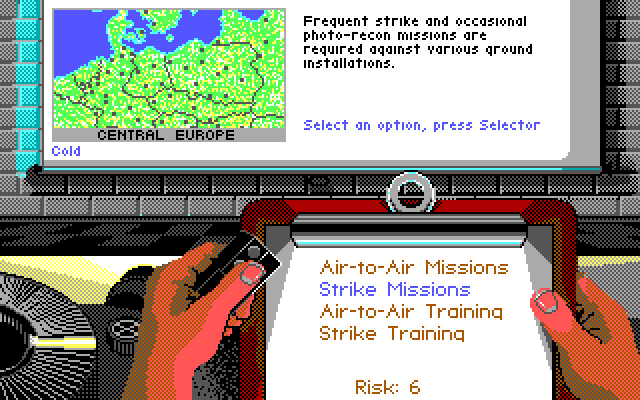 Frequent strike and occasional
photo-recon missions are
required against various ground
installations.
Select an option, press Selector
CENTRAL EUROPE
Cold
Air-to-Air Missions
Strike Missions
Air-to-Air Training
Strike Training
Risk: 6